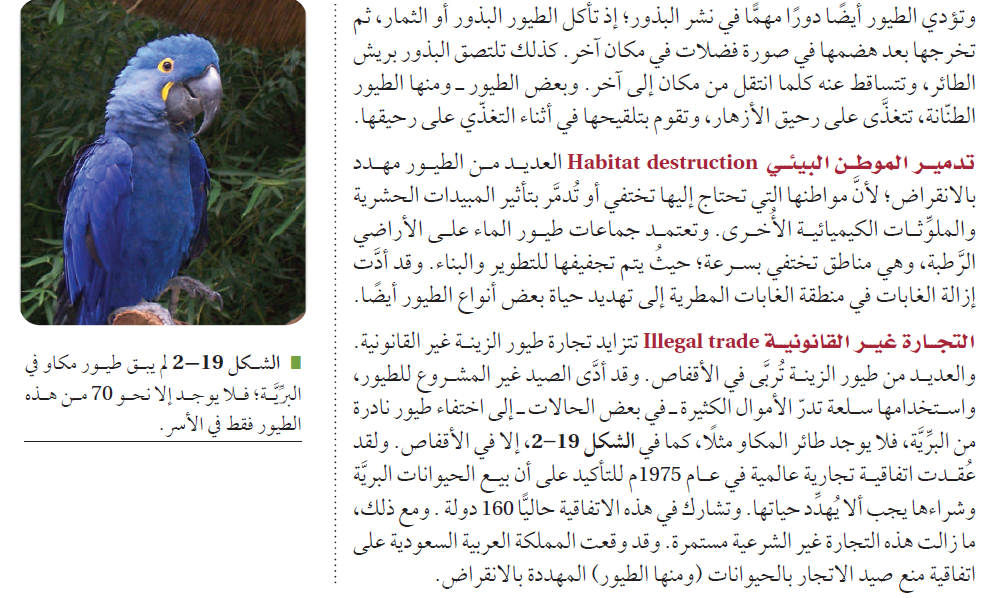 وتؤدي الطيور أيضًا دورًا مهمًّا في نشر البذور؛ إذ تأكل الطيور البذور أو الثمار، ثم
تخرجها بعد هضمها في صورة فضلات في مكان آخر. كذلك تلتصق البذور بريش
الطائر، وتتساقط عنه كلما انتقل من مكان إلى آخر. وبعض الطيور ـ ومنها الطيور
الطنّانة، تتغذَّى على رحيق الأزهار، وتقوم بتلقيحها في أثناء التغذّي على رحيقها.
تدمير الموطن البيئي Habitat destruction العديد من الطيور مهدد
بالانقراض؛ لأنَّ مواطنها التي تحتاج إليها تختفي أو تُدمَّر بتأثير المبيدات الحشرية
والملوِّثات الكيميائية الأُخرى. وتعتمد جماعات طيور الماء على الأراضي
الرَّطبة، وهي مناطق تختفي بسرعة؛ حيثُ يتم تجفيفها للتطوير والبناء. وقد أدَّت
إزالة الغابات في منطقة الغابات المطرية إلى تهديد حياة بعض أنواع الطيور أيضًا.
التجارة غير القانونية Illegal trade تتزايد تجارة طيور الزينة غير القانونية.
والعديد من طيور الزينة تُربَّى في الأقفاص. وقد أدَّى الصيد غير المشروع للطيور،
واستخدامها سلعة تدرّ الأموال الكثيرة ـ في بعض الحالات ـ إلى اختفاء طيور نادرة
من البرِّيَّة، فلا يوجد طائر المكاو مثلًا، كما في الشكل 19–2، إلا في الأقفاص. ولقد
عُقدت اتفاقية تجارية عالمية في عام 1975م للتأكيد على أن بيع الحيوانات البريَّة
وشراءها يجب ألا يُهدِّد حياتها. وتشارك في هذه الاتفاقية حاليًّا 160 دولة. ومع ذلك،
ما زالت هذه التجارة غير الشرعية مستمرة. وقد وقعت المملكة العربية السعودية على
اتفاقية منع صيد الاتجار بالحيوانات (ومنها الطيور) المهددة بالانقراض.
■ الشكل 19–2 لم يبق طيور مكاو في
البرِّيَّة؛ فلا يوجد إلا نحو 70 من هذه
الطيور فقط في الأسر.